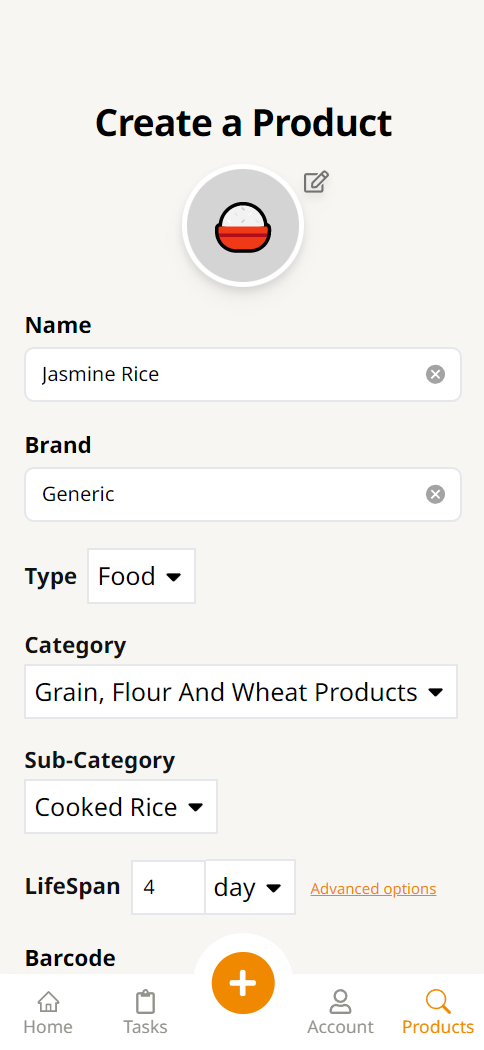 Create a Product
Name
Jasmine Rice
Brand
Generic
Type Food
Category
Grain, Flour And Wheat Products
Sub-Category
Cooked Rice
LifeSpan 4 day Advanced options
Barcode
Home Tasks Account Products